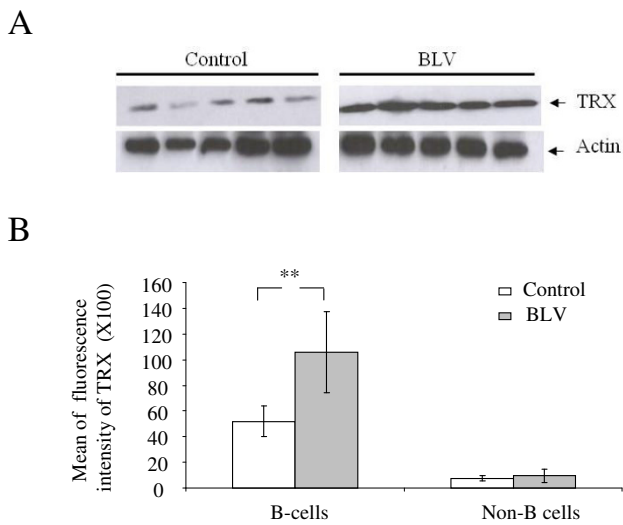 A
Control
BLV
TRX
Actin
B
Mean of fluorescence
intensity of TRX (X100)
160
140
120
100
80
60
40
20
0
**
Control
BLV
B-cells
Non-B cells